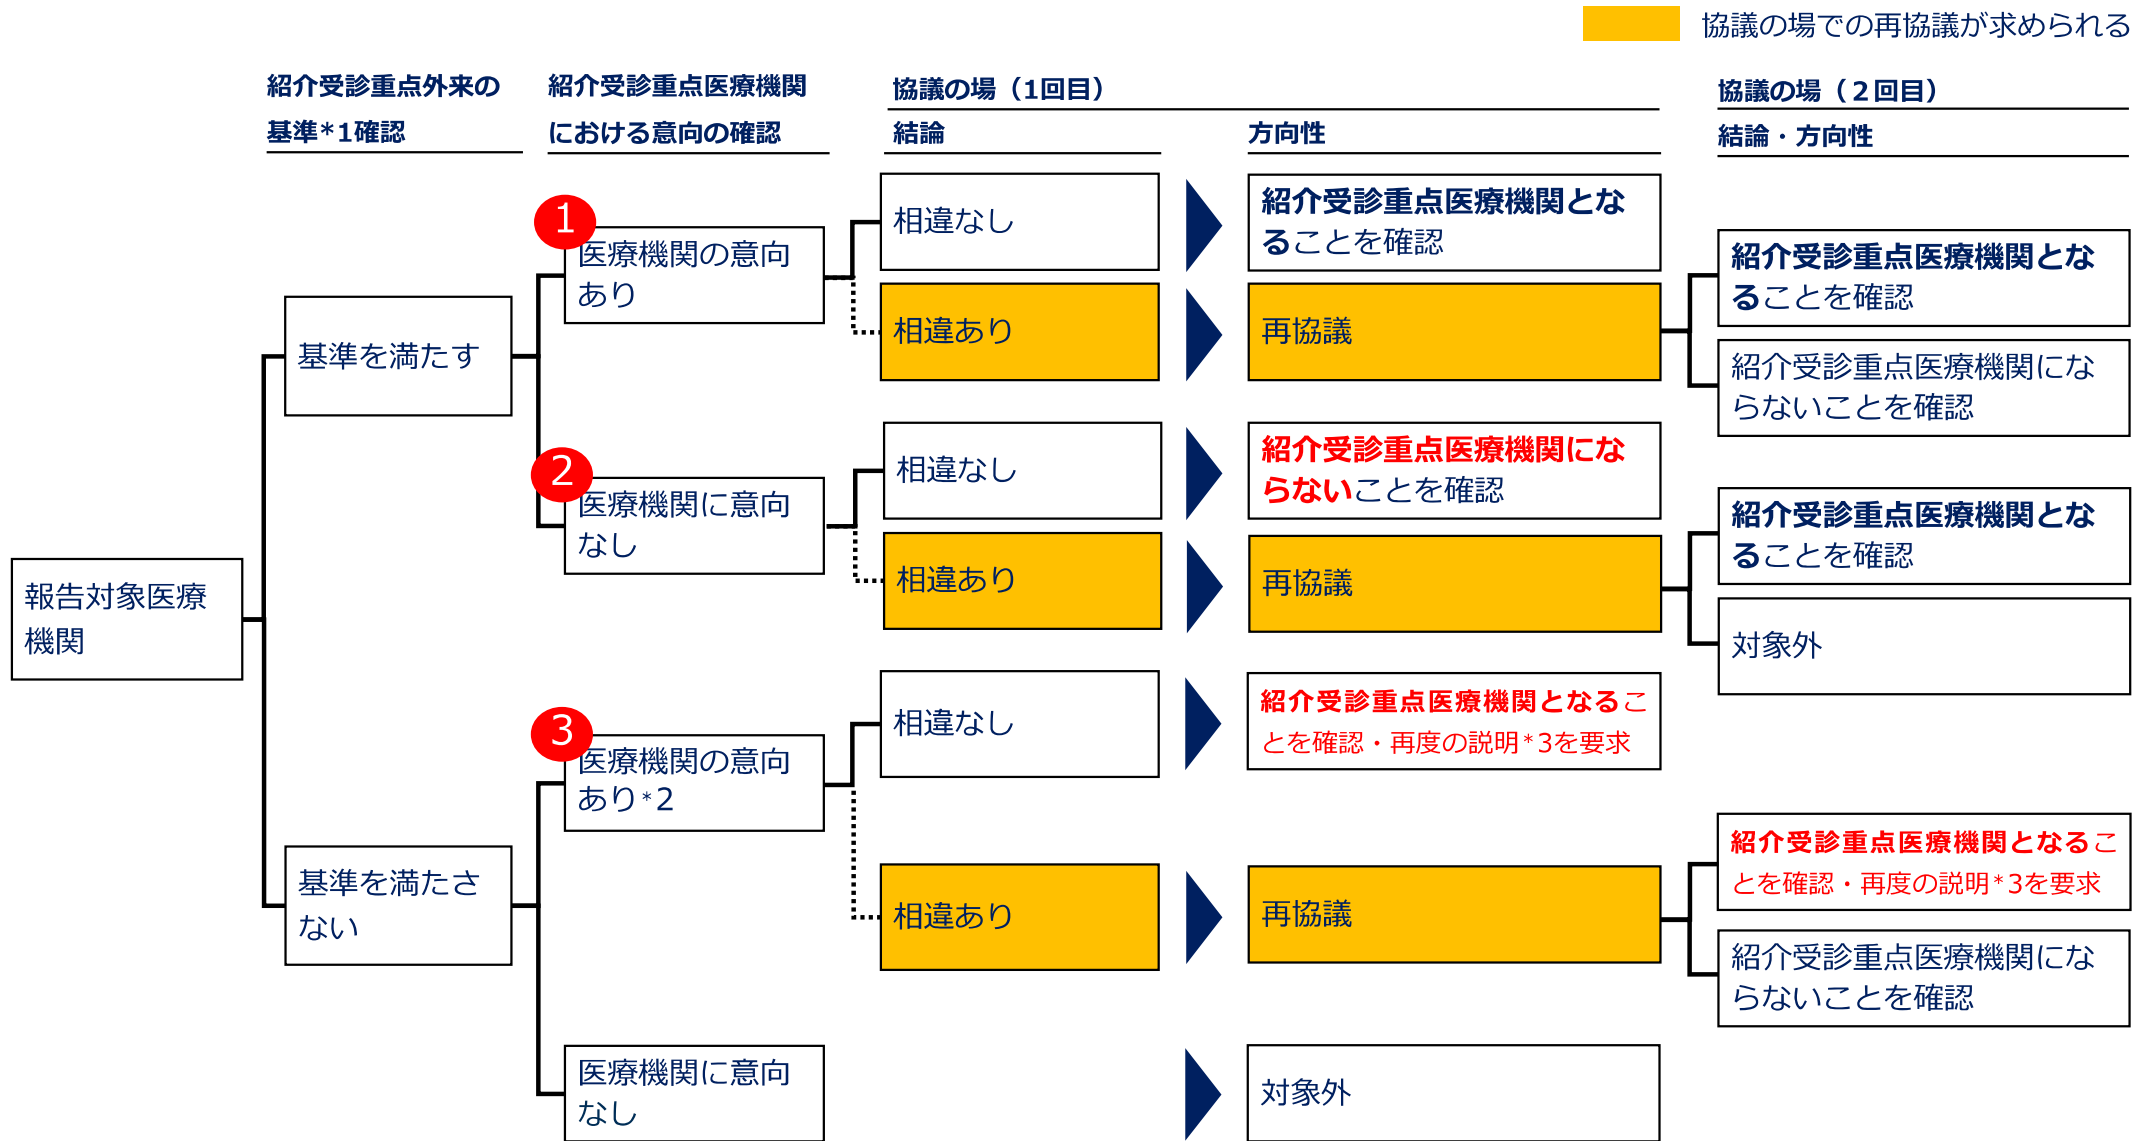 協議の場での再協議が求められる
紹介受診重点外来の
基準*1確認
紹介受診重点医療機関
における意向の確認
協議の場（1回目）
結論
方向性
協議の場（２回目）
結論・方向性
報告対象医療
機関
基準を満たす
1
医療機関の意向
あり
相違なし
紹介受診重点医療機関とな
ることを確認
相違あり
再協議
紹介受診重点医療機関とな
ることを確認
紹介受診重点医療機関にな
らないことを確認
2
医療機関に意向
なし
相違なし
紹介受診重点医療機関にな
らないことを確認
相違あり
再協議
紹介受診重点医療機関とな
ることを確認
対象外
基準を満たさ
ない
3
医療機関の意向
あり*2
相違なし
紹介受診重点医療機関となるこ
とを確認・再度の説明*3を要求
相違あり
再協議
紹介受診重点医療機関となるこ
とを確認・再度の説明*3を要求
紹介受診重点医療機関にな
らないことを確認
医療機関に意向
なし
対象外